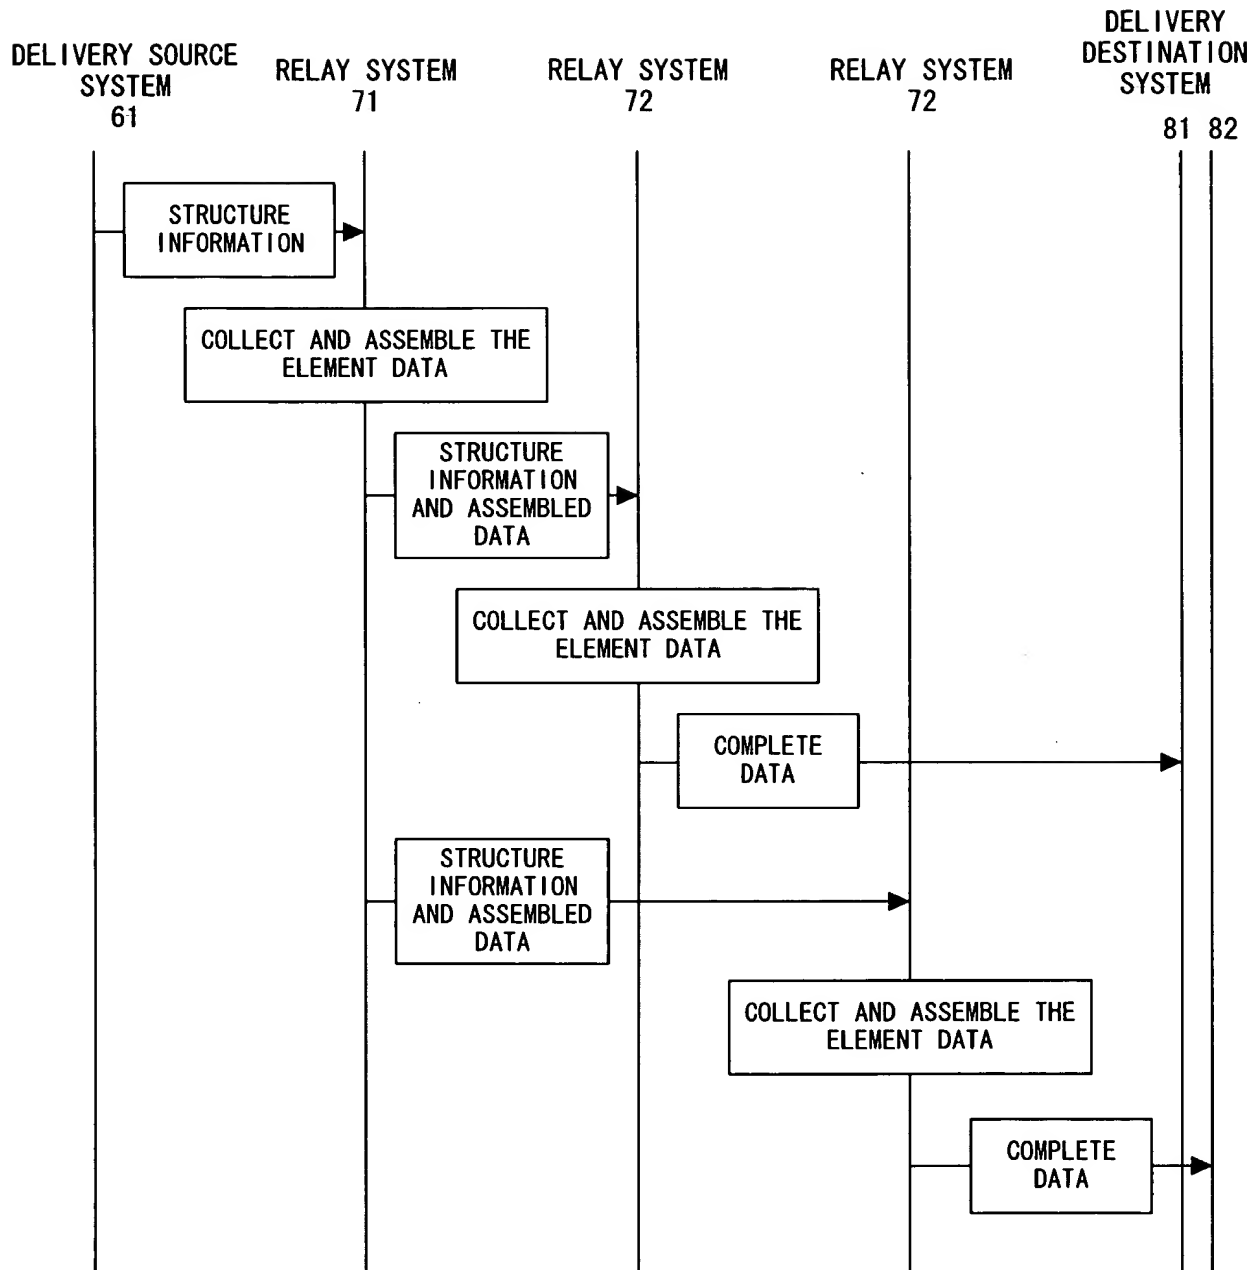 DELIVERY SOURCE
SYSTEM
61
RELAY SYSTEM
71
RELAY SYSTEM
72
RELAY SYSTEM
72
DELIVERY
DESTINATION
SYSTEM
81 82
STRUCTURE
INFORMATION
COLLECT AND ASSEMBLE THE
ELEMENT DATA
STRUCTURE
INFORMATION
AND ASSEMBLED
DATA
COLLECT AND ASSEMBLE THE
ELEMENT DATA
COMPLETE
DATA
STRUCTURE
INFORMATION
AND ASSEMBLED
DATA
COLLECT AND ASSEMBLE THE
ELEMENT DATA
COMPLETE
DATA